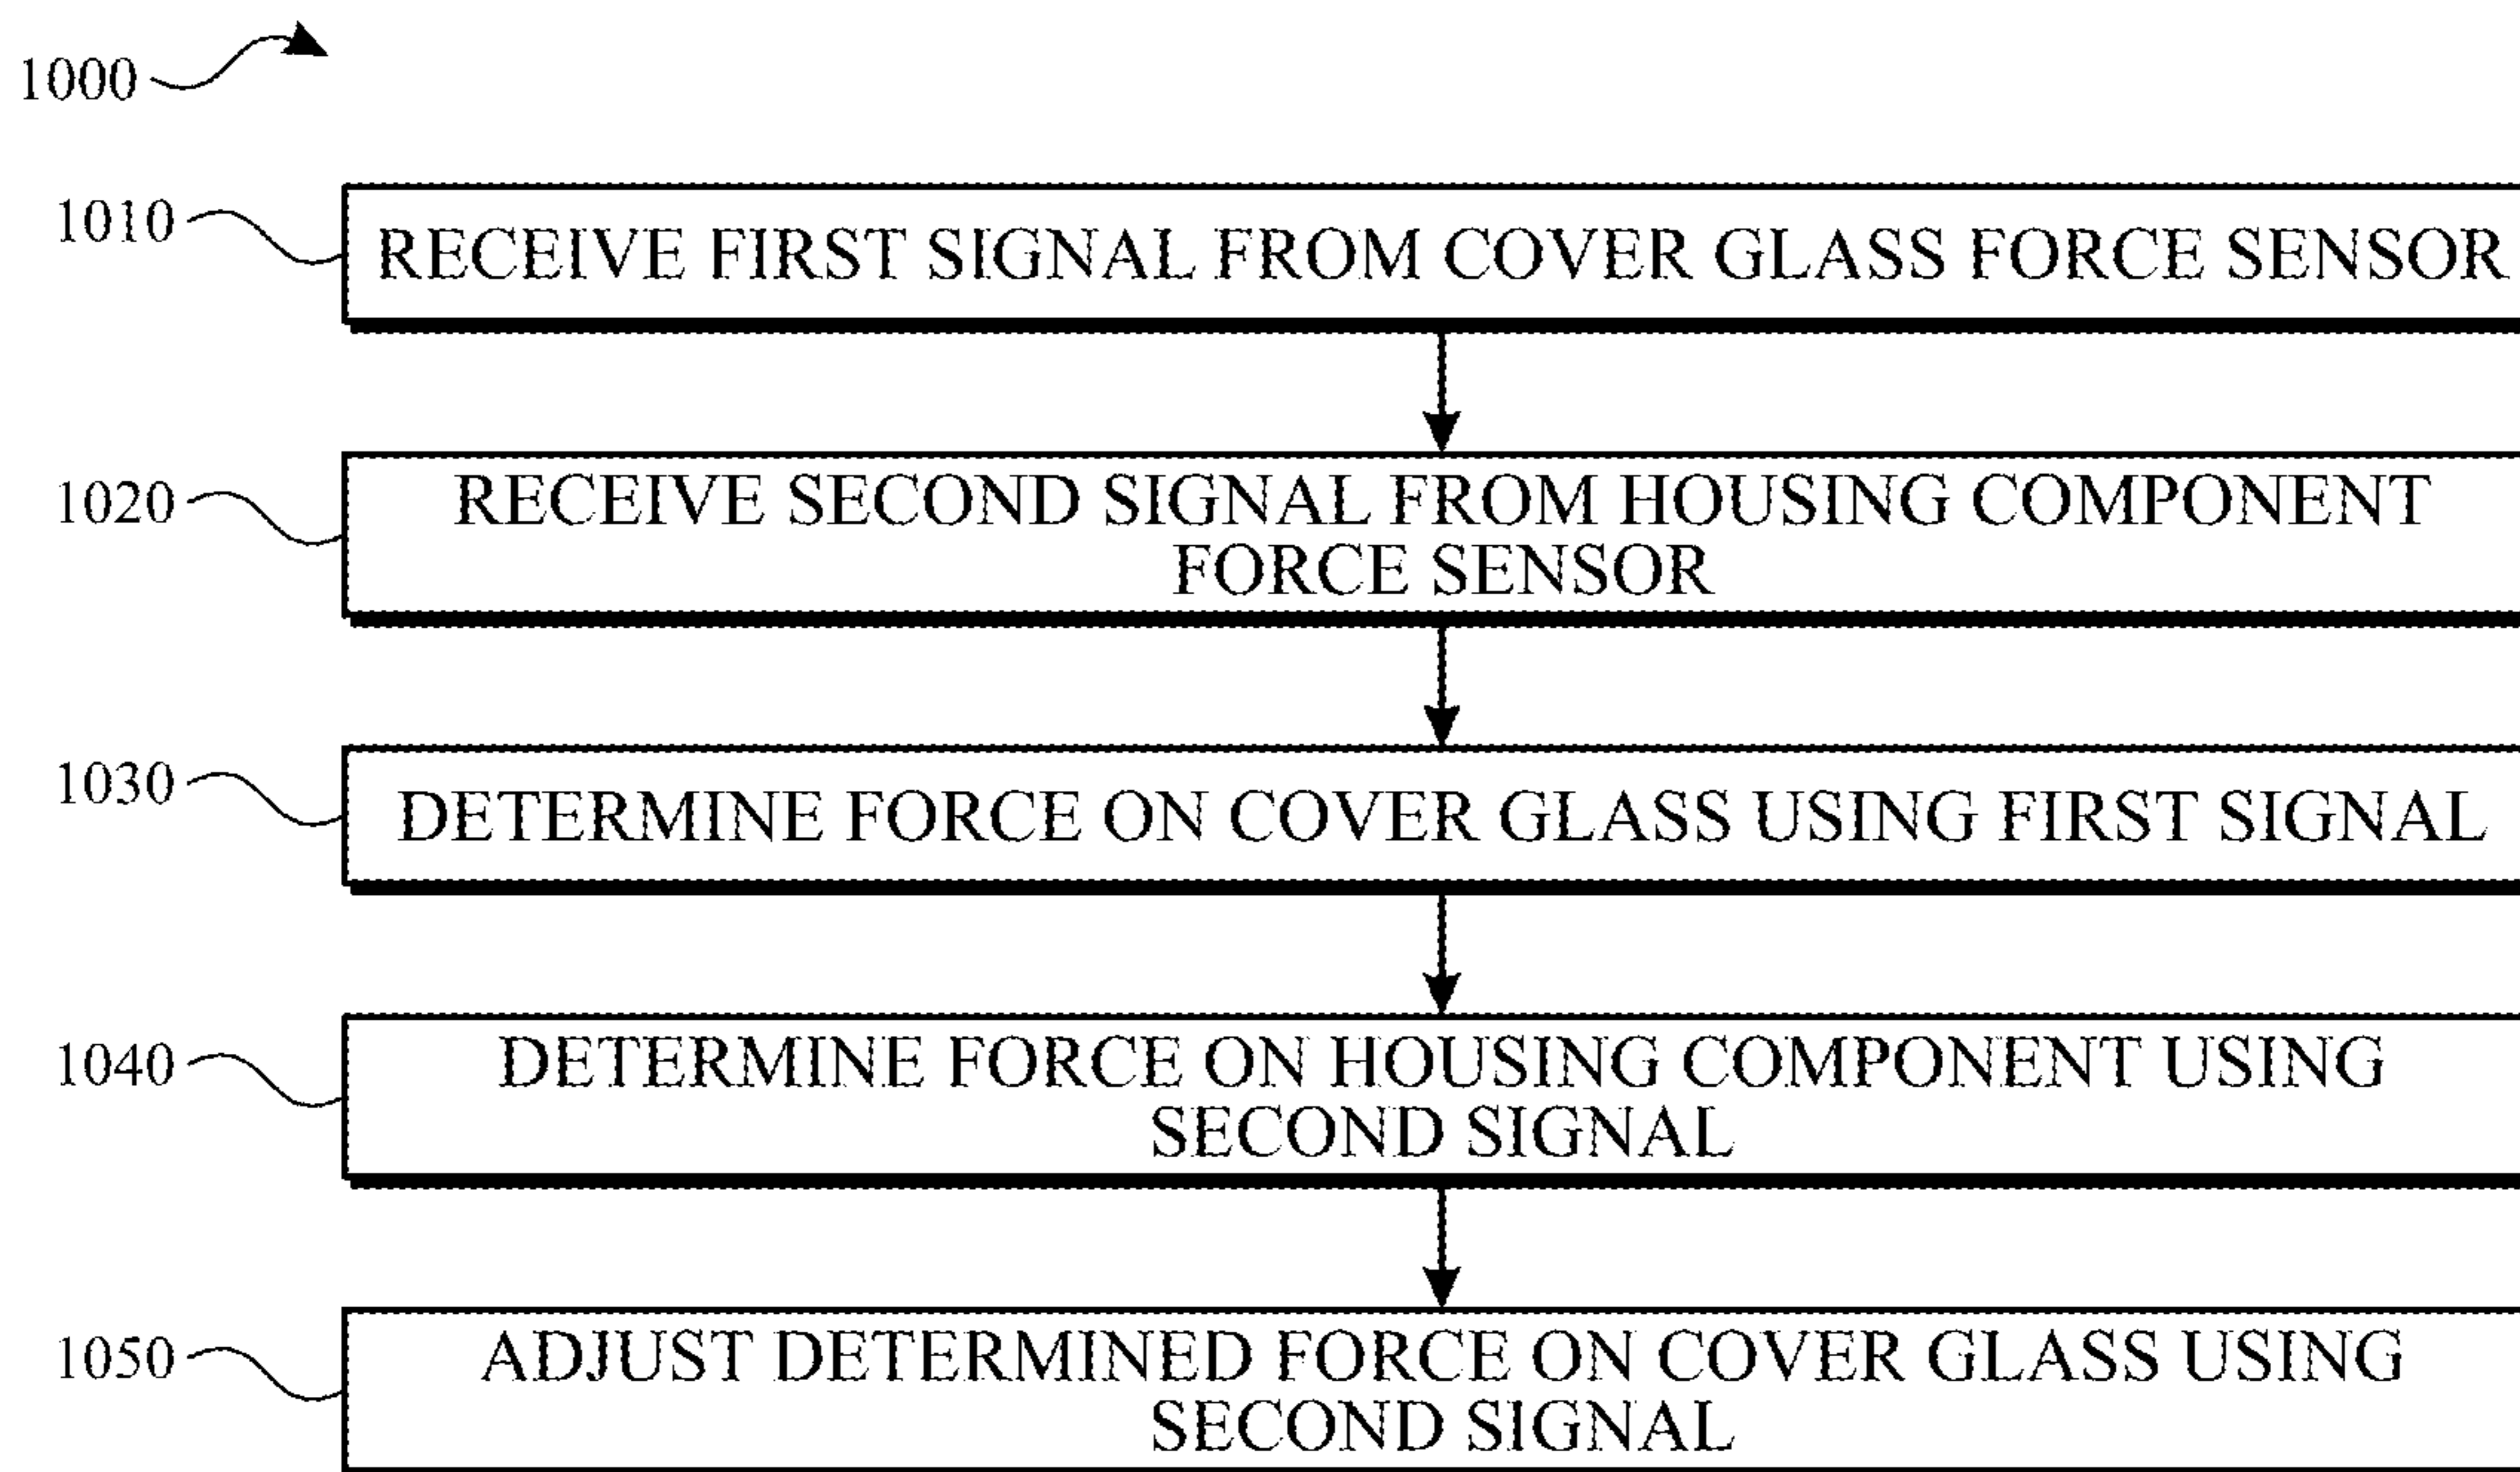 1000
1010
RECEIVE FIRST SIGNAL FROM COVER GLASS FORCE SENSOR
1020
RECEIVE SECOND SIGNAL FROM HOUSING COMPONENT
FORCE SENSOR
1030
DETERMINE FORCE ON COVER GLASS USING FIRST SIGNAL
1040
DETERMINE FORCE ON HOUSING COMPONENT USING
SECOND SIGNAL
1050
ADJUST DETERMINED FORCE ON COVER GLASS USING
SECOND SIGNAL